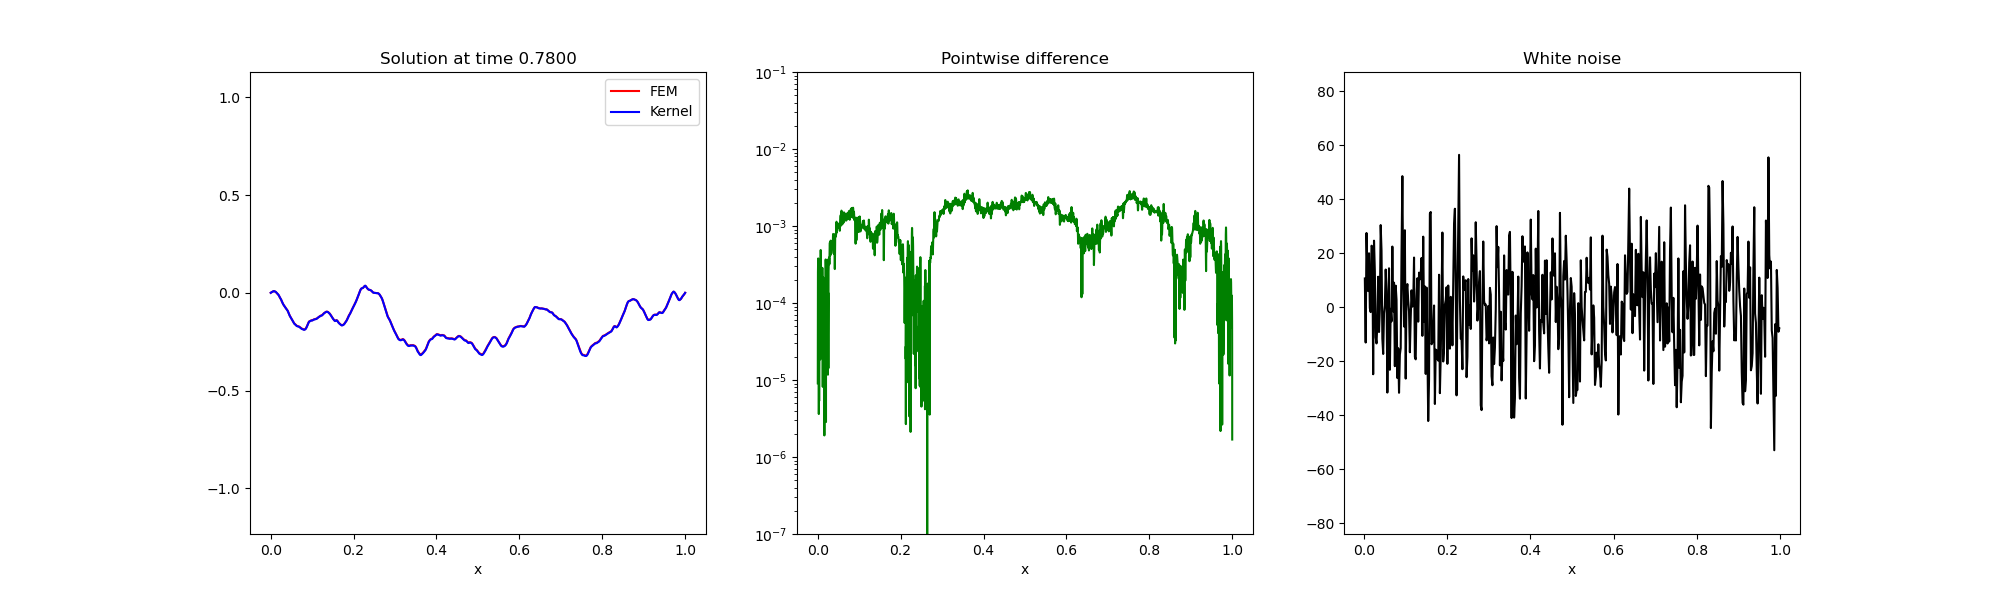 Solution at time 0.7800
1.0
0.5
0.0
−0.5
−1.0
FEM
Kernel
0.0 0.2 0.4 0.6 0.8 1.0
x
Pointwise difference
10⁻¹
10⁻²
10⁻³
10⁻⁴
10⁻⁵
10⁻⁶
10⁻⁷
0.0 0.2 0.4 0.6 0.8 1.0
x
White noise
80
60
40
20
0
−20
−40
−60
−80
0.0 0.2 0.4 0.6 0.8 1.0
x